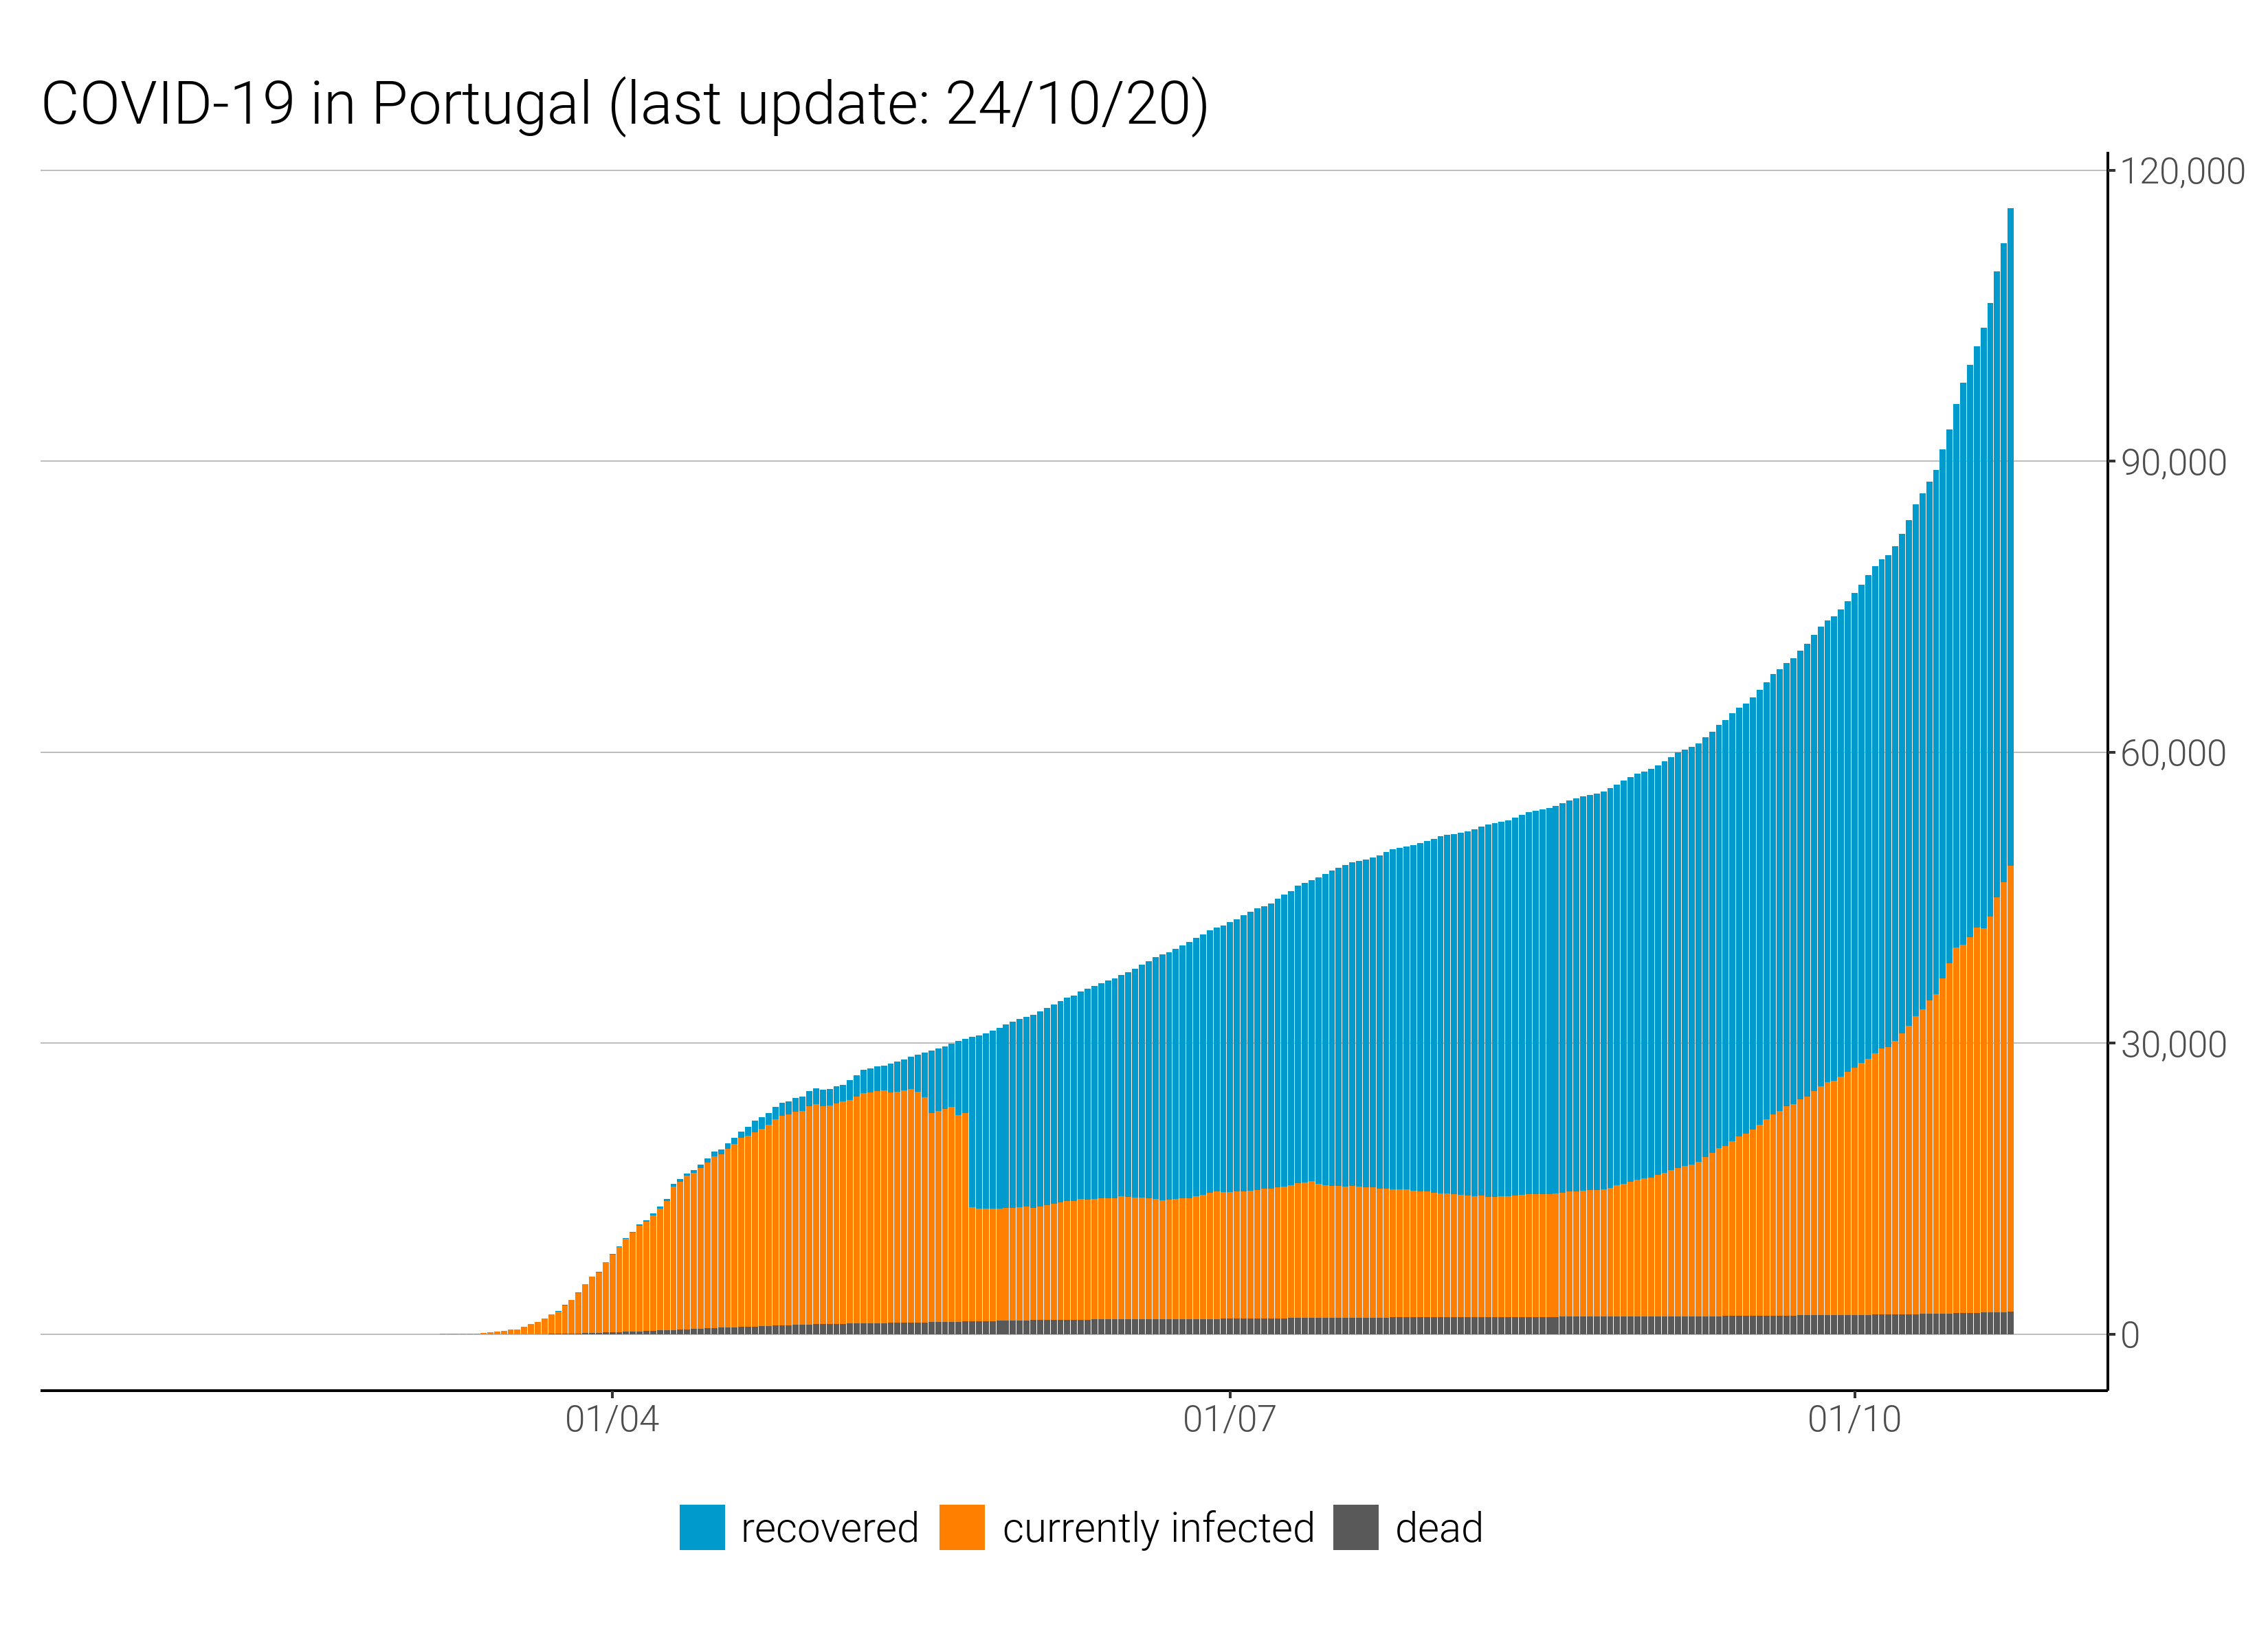 COVID-19 in Portugal (last update: 24/10/20)
120,000
90,000
60,000
30,000
0
01/04 01/07 01/10
recovered currently infected dead